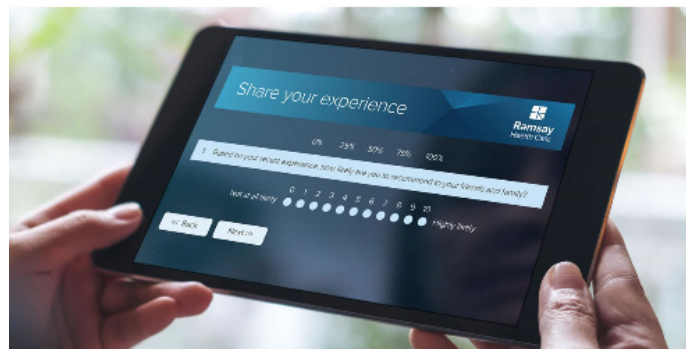 Share your experience
Ramsay
Health Care
0% 25% 50% 75% 100%
1. Based on your recent experience, how likely are you to recommend to your friends and family?
0 1 2 3 4 5 6 7 8 9 10
Not at all likely
Highly likely
<< Back
Next >>